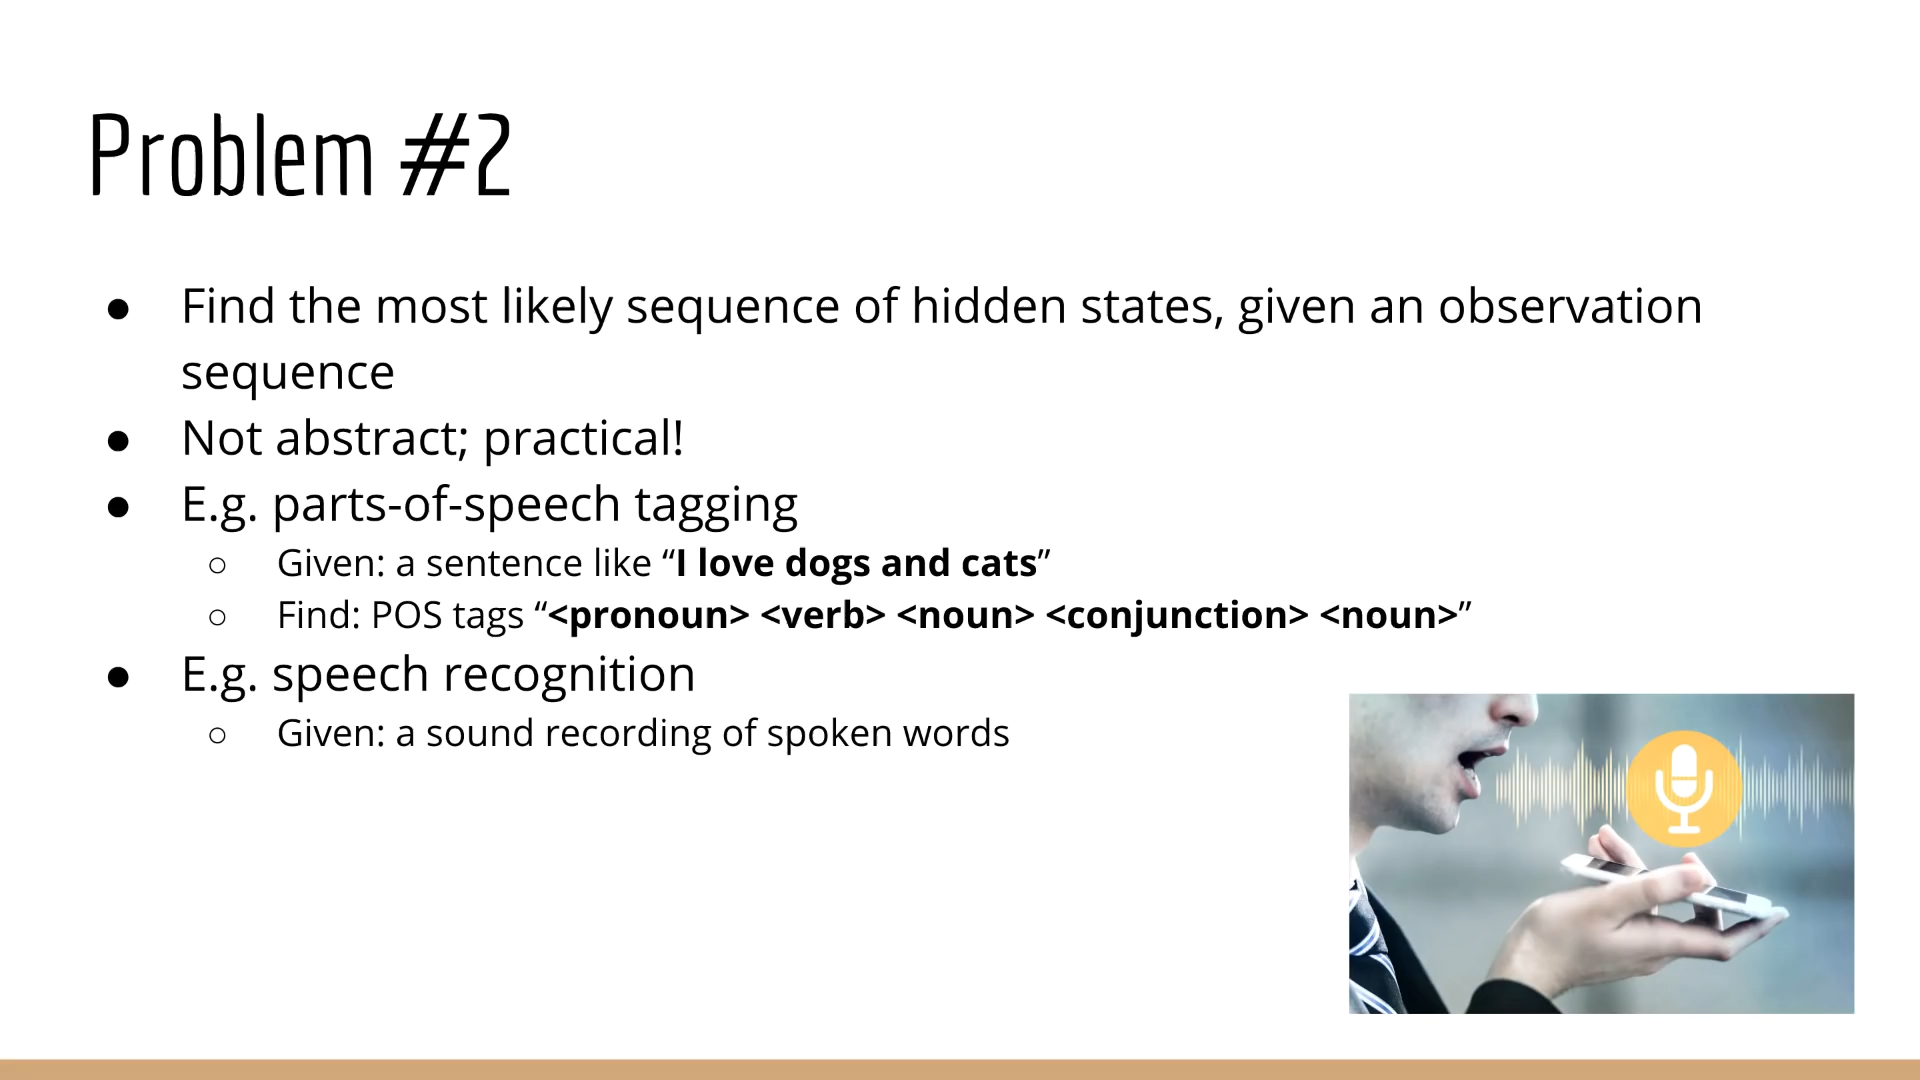 Problem #2
● Find the most likely sequence of hidden states, given an observation
sequence
● Not abstract; practical!
● E.g. parts-of-speech tagging
○ Given: a sentence like “I love dogs and cats”
○ Find: POS tags “<pronoun> <verb> <noun> <conjunction> <noun>”
● E.g. speech recognition
○ Given: a sound recording of spoken words